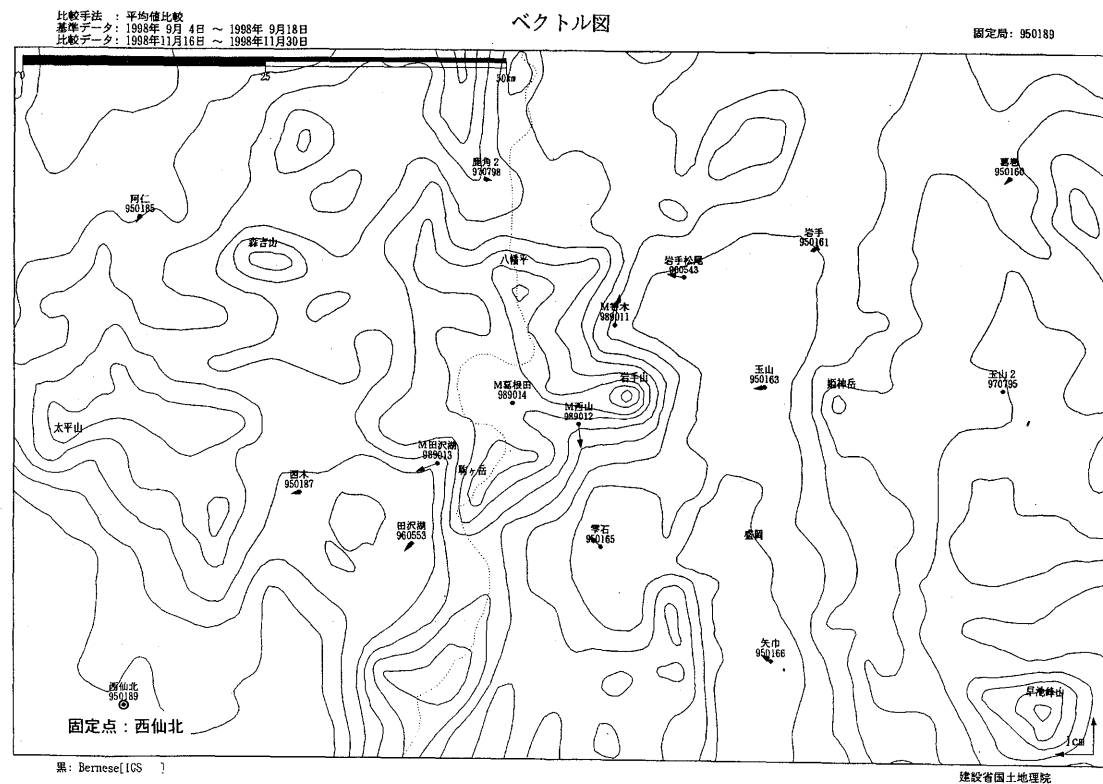 ベクトル図
比較手法 : 平均値比較
基準データ: 1998年 9月 4日 ～ 1998年 9月18日
比較データ: 1998年11月16日 ～ 1998年11月30日
固定局: 950189
25
50km
鹿角2
970798
葛巻
950160
阿仁
950185
森吉山
八幡平
岩手
950161
岩手松尾
960543
989011
M葛根田
989014
岩手山
玉山
950163
姫神岳
玉山2
970795
M西山
989012
太平山
M田沢湖
989013
駒ヶ岳
西木
950187
田沢湖
960553
雫石
950165
盛岡
矢巾
950166
西仙北
950189
固定点：西仙北
早池峰山
1cm
黒: Bernese[IGS ]
建設省国土地理院